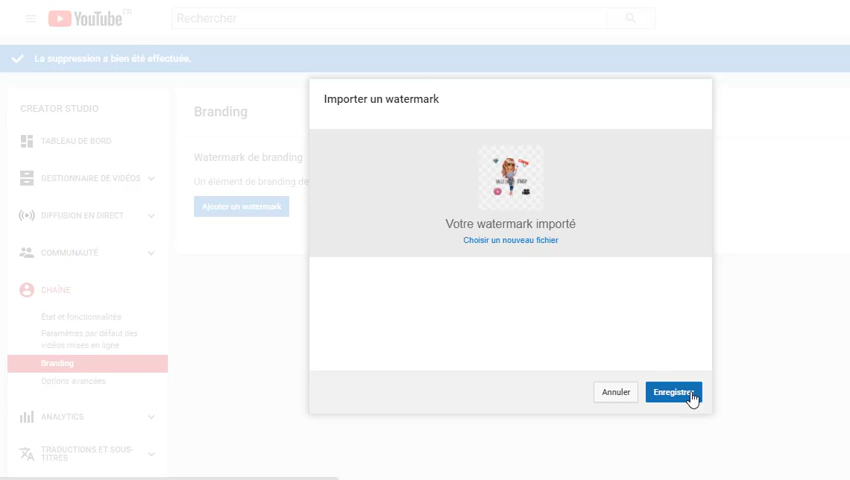 YouTube
Rechercher
La suppression a bien été effectuée.
CREATOR STUDIO
TABLEAU DE BORD
GESTIONNAIRE DE VIDÉOS
DIFFUSION EN DIRECT
COMMUNAUTÉ
CHAÎNE
État et fonctionnalités
Paramètres par défaut des
vidéos mises en ligne
Branding
Options avancées
ANALYTICS
TRADUCTIONS ET SOUS-
TITRES
Branding
Watermark de branding
Un élément de branding de
Ajouter un watermark
Importer un watermark
Votre watermark importé
Choisir un nouveau fichier
Annuler
Enregistrer